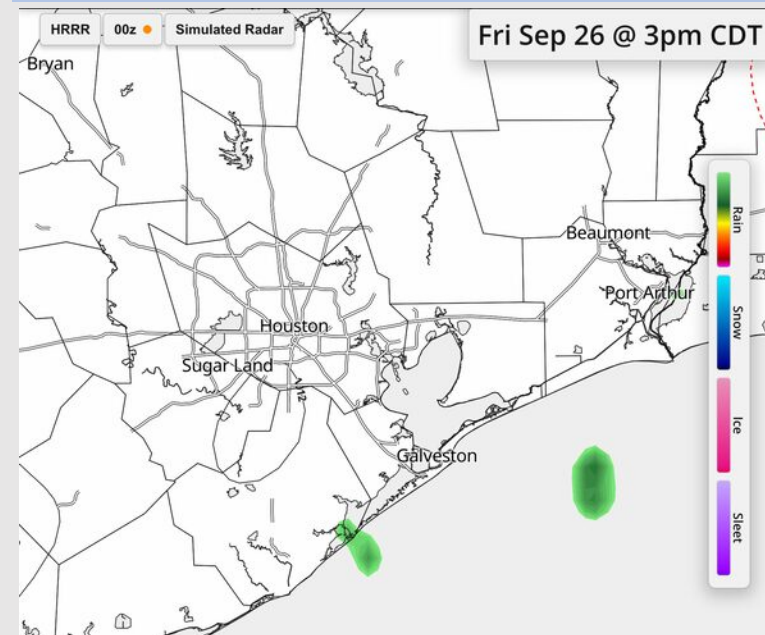 HRRR 00z Simulated Radar
Fri Sep 26 @ 3pm CDT
Bryan
Rain
Beaumont
Port Arthur
Snow
Houston
Sugar Land
Ice
Galveston
Sleet